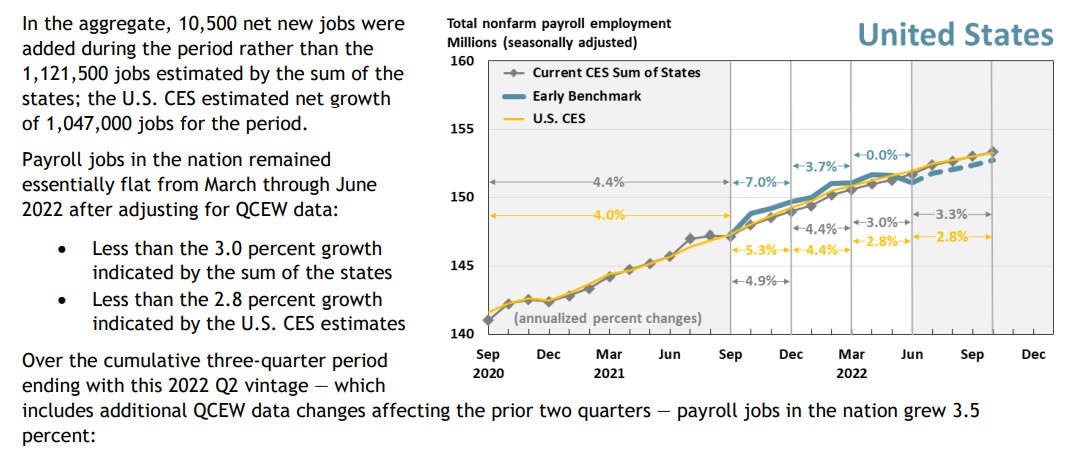 In the aggregate, 10,500 net new jobs were
added during the period rather than the
1,121,500 jobs estimated by the sum of the
states; the U.S. CES estimated net growth
of 1,047,000 jobs for the period.
Payroll jobs in the nation remained
essentially flat from March through June
2022 after adjusting for QCEW data:
• Less than the 3.0 percent growth
indicated by the sum of the states
• Less than the 2.8 percent growth
indicated by the U.S. CES estimates
Over the cumulative three-quarter period
ending with this 2022 Q2 vintage — which
includes additional QCEW data changes affecting the prior two quarters — payroll jobs in the nation grew 3.5
percent:
Total nonfarm payroll employment
Millions (seasonally adjusted)
United States
160
155
150
145
140
Current CES Sum of States
Early Benchmark
U.S. CES
4.4%
7.0%
3.7%
0.0%
4.0%
4.4%
3.0%
3.3%
5.3%
4.4%
2.8%
2.8%
4.9%
(annualized percent changes)
Sep Dec Mar Jun Sep Dec Mar Jun Sep Dec
2020 2021 2022